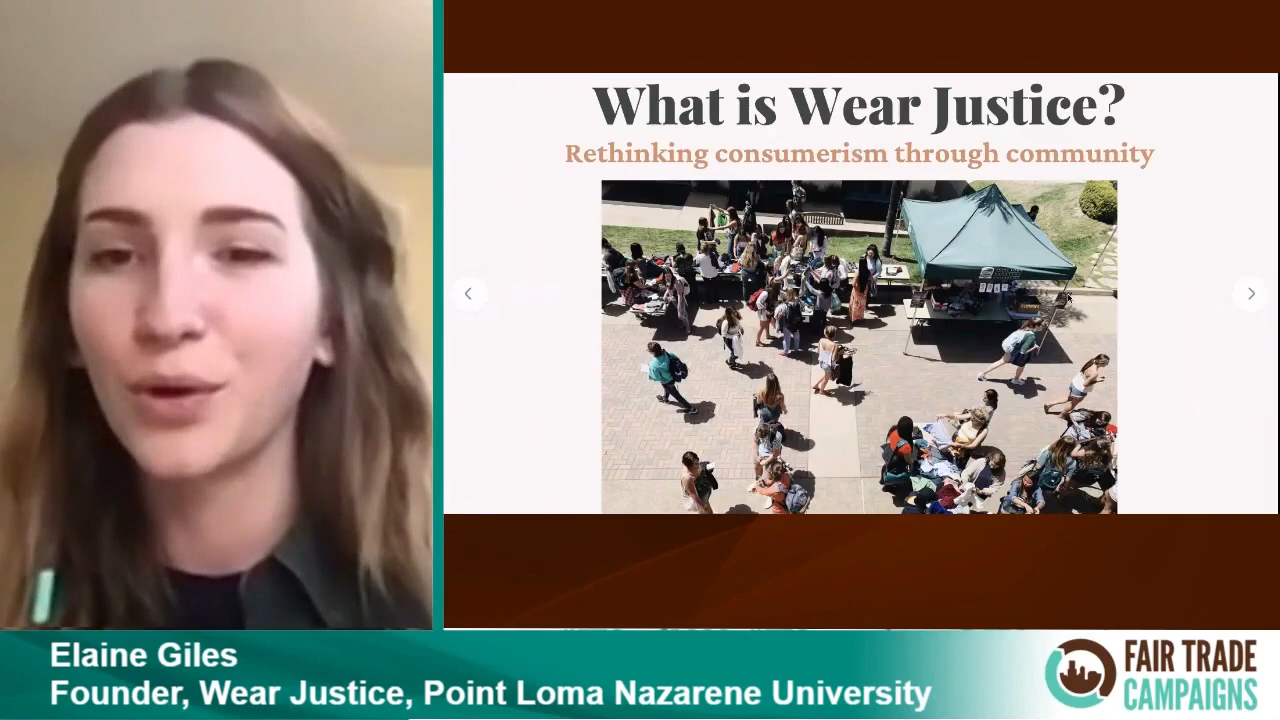 What is Wear Justice?
Rethinking consumerism through community
Elaine Giles
Founder, Wear Justice, Point Loma Nazarene University
FAIR TRADE
CAMPAIGNS